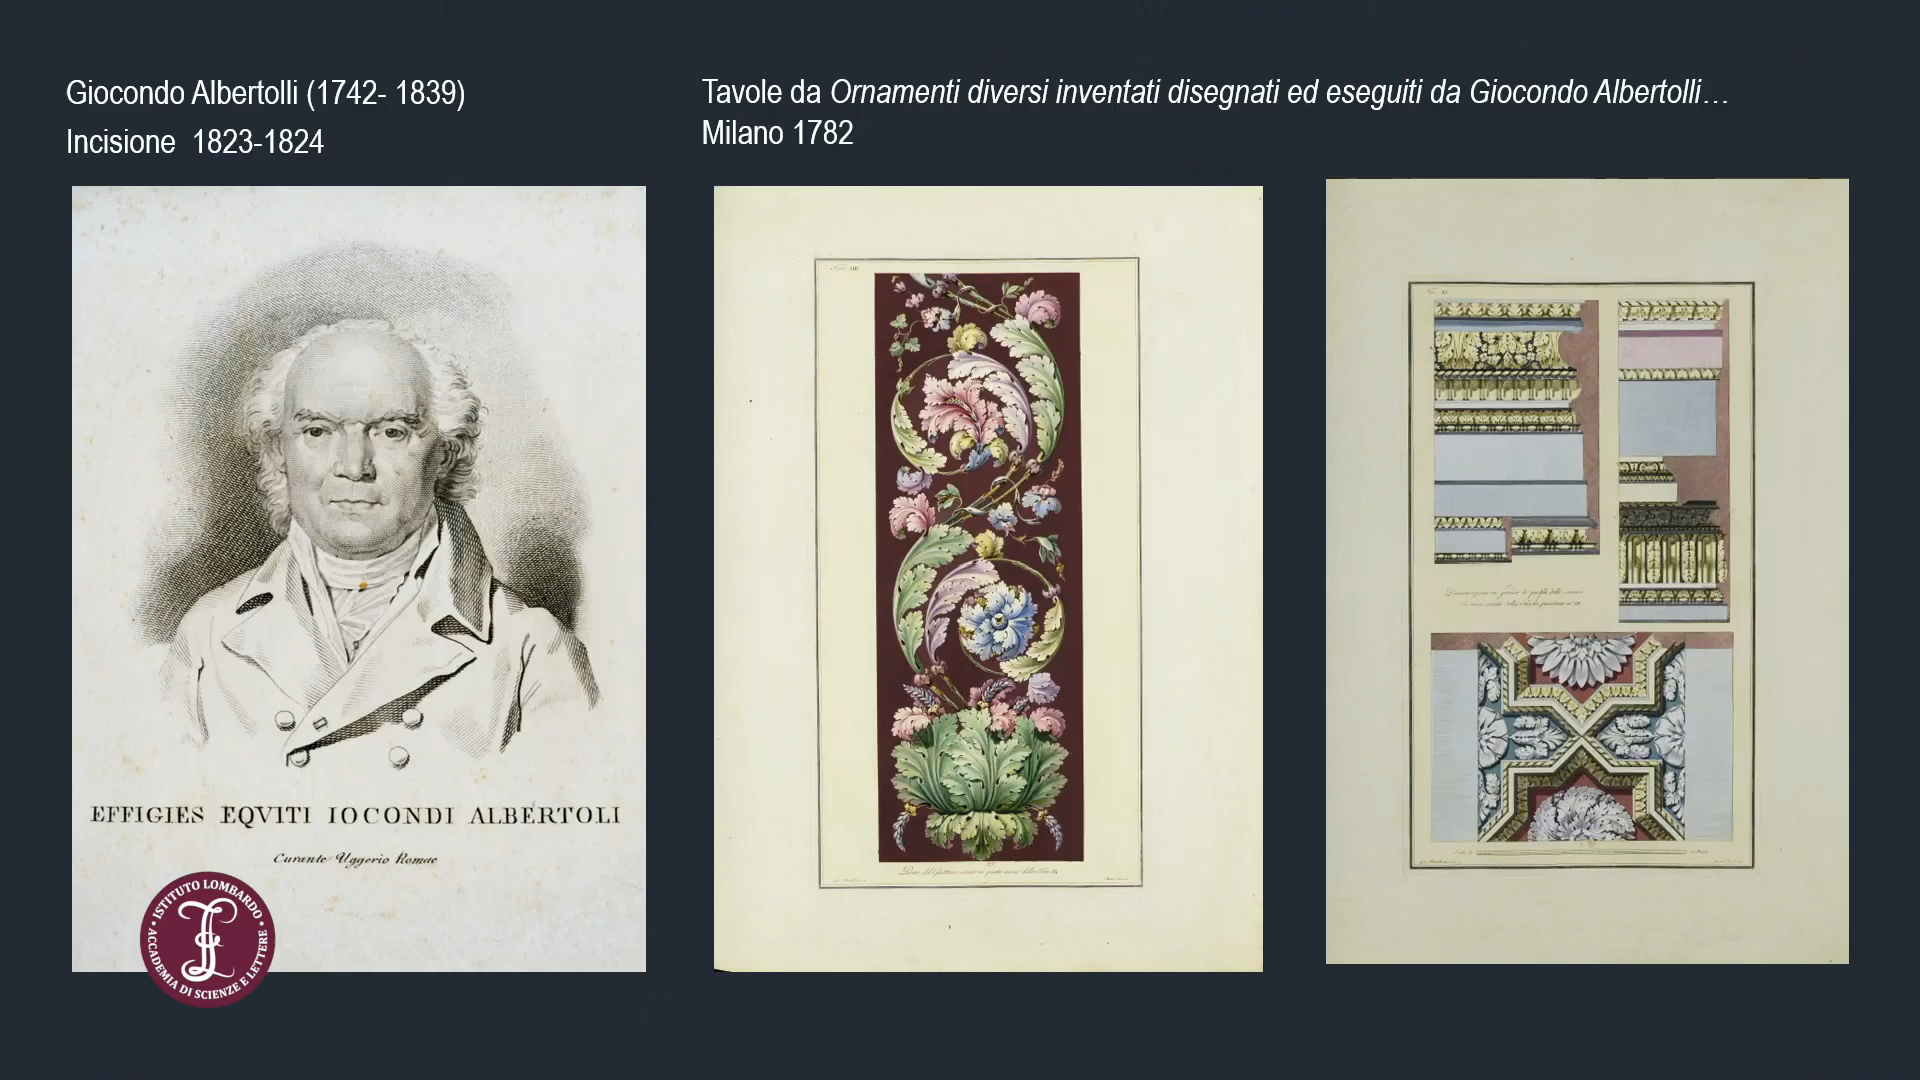 Giocondo Albertolli (1742- 1839)
Incisione 1823-1824
Tavole da Ornamenti diversi inventati disegnati ed eseguiti da Giocondo Albertolli…
Milano 1782
EFFIGIES EQVITI IOCONDI ALBERTOLI
Curante Uggerio Romae
ISTITUTO LOMBARDO
ACCADEMIA DI SCIENZE E LETTERE